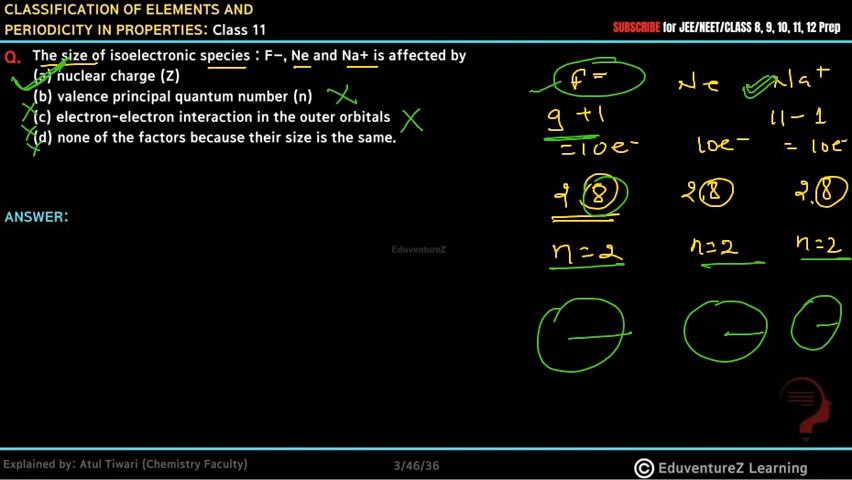 CLASSIFICATION OF ELEMENTS AND
PERIODICITY IN PROPERTIES: Class 11
SUBSCRIBE for JEE/NEET/CLASS 8, 9, 10, 11, 12 Prep
Q. The size of isoelectronic species : F–, Ne and Na+ is affected by
(a) nuclear charge (Z)
(b) valence principal quantum number (n)
(c) electron-electron interaction in the outer orbitals
(d) none of the factors because their size is the same.
ANSWER:
F– Ne Na+
9+1 11-1
=10e- 10e- = 10e-
2,8 2,8 2,8
n=2 n=2 n=2
EduventureZ
Explained by: Atul Tiwari (Chemistry Faculty)
3/46/36
© EduventureZ Learning